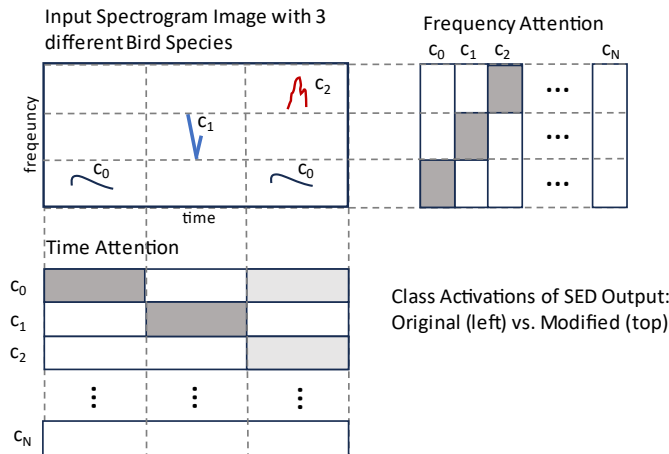 Input Spectrogram Image with 3
different Bird Species
Frequency Attention
c0 c1 c2 cN
...
c2
c1
...
freqeuncy
c0 c0
...
time
Time Attention
c0
c1
c2
... ... ...
cN
Class Activations of SED Output:
Original (left) vs. Modified (top)